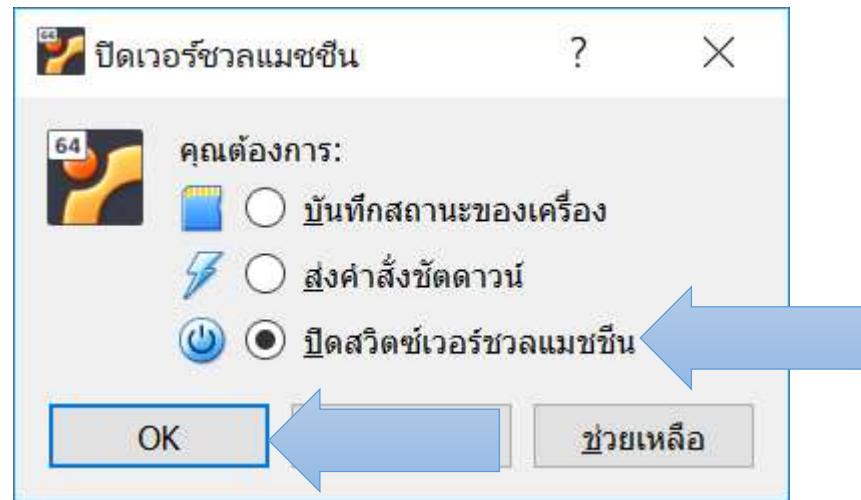 64 ปิดเวอร์ชวลแมชชีน ?
64 คุณต้องการ:
บันทึกสถานะของเครื่อง
ส่งคำสั่งชัตดาวน์
ปิดสวิตซ์เวอร์ชวลแมชชีน
OK ช่วยเหลือ